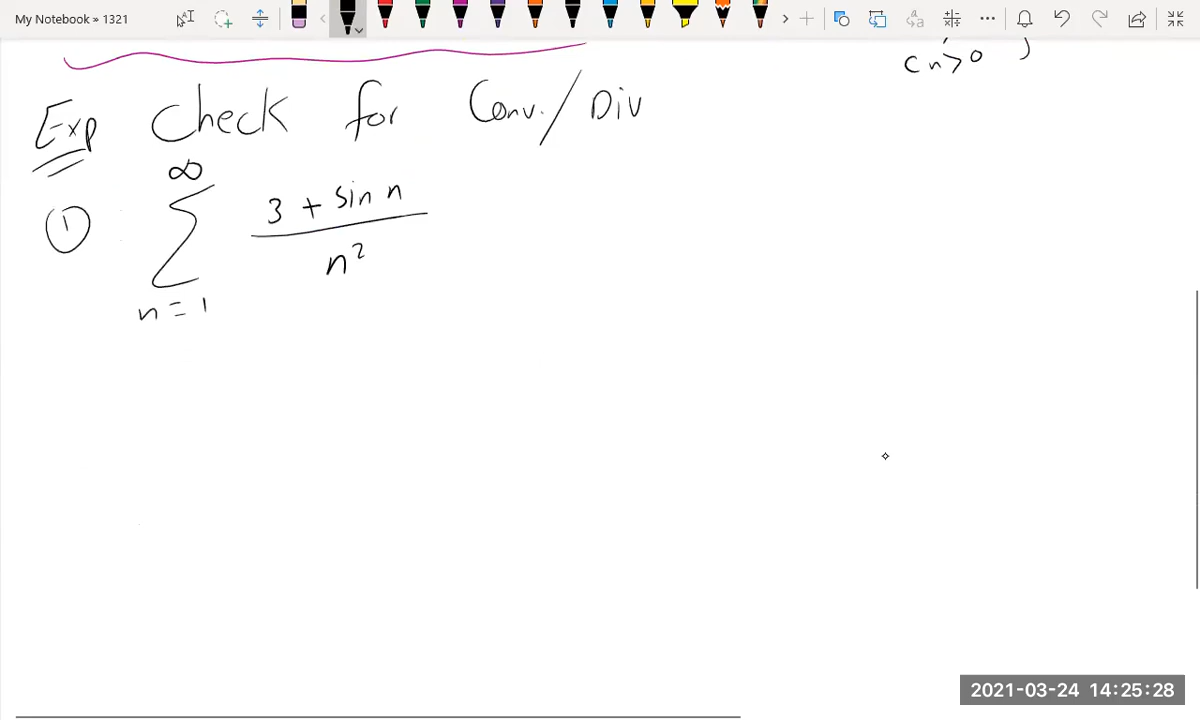 My Notebook » 1321
(n>0 )
Exp Check for Conv./Div
① ∞
∑ 3 + sin n
n²
n = 1
2021-03-24 14:25:28